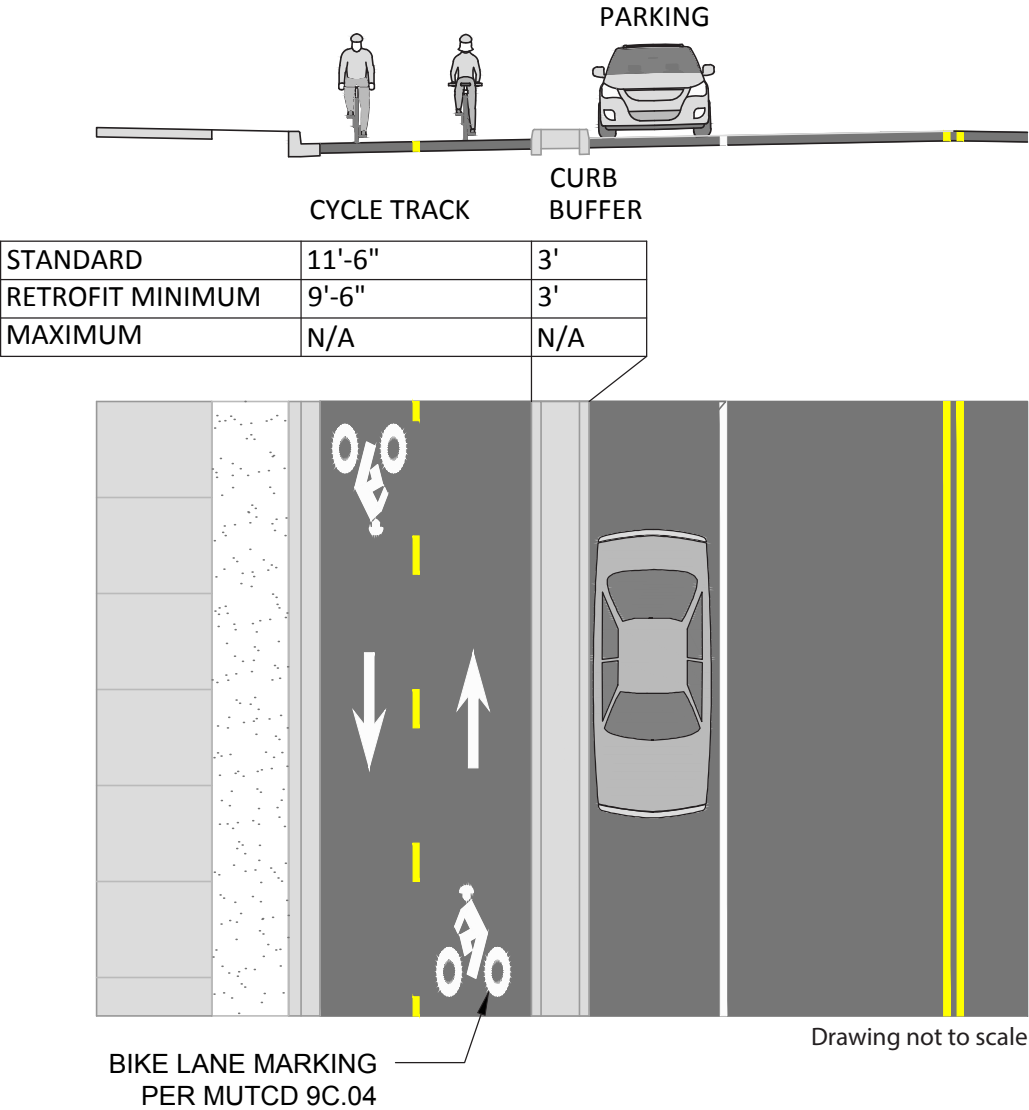 PARKING
CURB
CYCLE TRACK BUFFER
STANDARD 11'-6" 3'
RETROFIT MINIMUM 9'-6" 3'
MAXIMUM N/A N/A
Drawing not to scale
BIKE LANE MARKING
PER MUTCD 9C.04